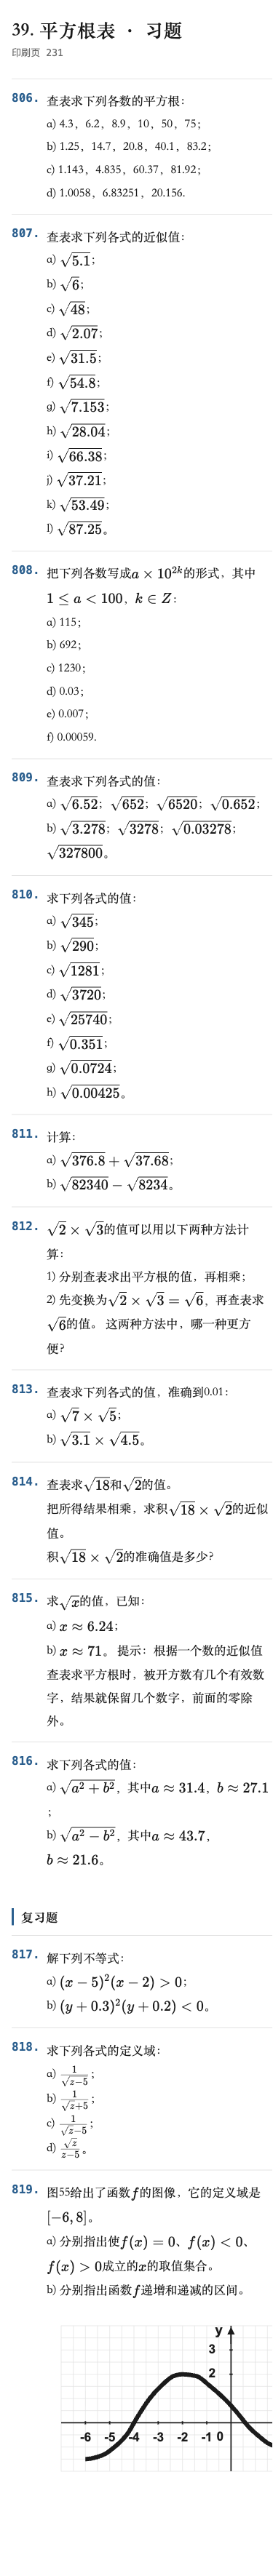 39. 平方根表 · 习题
印刷页 231
806. 查表求下列各数的平方根:
a) 4.3，6.2，8.9，10，50，75；
b) 1.25，14.7，20.8，40.1，83.2；
c) 1.143，4.835，60.37，81.92；
d) 1.0058，6.83251，20.156.
807. 查表求下列各式的近似值:
a) √5.1；
b) √6；
c) √48；
d) √2.07；
e) √31.5；
f) √54.8；
g) √7.153；
h) √28.04；
i) √66.38；
j) √37.21；
k) √53.49；
l) √87.25。
808. 把下列各数写成a × 10^{2k}的形式，其中
1 ≤ a < 100，k ∈ Z：
a) 115；
b) 692；
c) 1230；
d) 0.03；
e) 0.007；
f) 0.00059.
809. 查表求下列各式的值:
a) √6.52；√652；√6520；√0.652；
b) √3.278；√3278；√0.03278；
√327800。
810. 求下列各式的值:
a) √345；
b) √290；
c) √1281；
d) √3720；
e) √25740；
f) √0.351；
g) √0.0724；
h) √0.00425。
811. 计算:
a) √376.8 + √37.68；
b) √82340 − √8234。
812. √2 × √3的值可以用以下两种方法计
算:
1) 分别查表求出平方根的值，再相乘；
2) 先变换为√2 × √3 = √6，再查表求
√6的值。这两种方法中，哪一种更方
便?
813. 查表求下列各式的值，准确到0.01:
a) √7 × √5；
b) √3.1 × √4.5。
814. 查表求√18和√2的值。
把所得结果相乘，求积√18 × √2的近似
值。
积√18 × √2的准确值是多少?
815. 求√x的值，已知:
a) x ≈ 6.24；
b) x ≈ 71。提示：根据一个数的近似值
查表求平方根时，被开方数有几个有效数
字，结果就保留几个数字，前面的零除
外。
816. 求下列各式的值:
a) √(a² + b²)，其中a ≈ 31.4，b ≈ 27.1
；
b) √(a² − b²)，其中a ≈ 43.7，
b ≈ 21.6。
复习题
817. 解下列不等式:
a) (x − 5)²(x − 2) > 0；
b) (y + 0.3)²(y + 0.2) < 0。
818. 求下列各式的定义域:
a) 1/(√z−5)；
b) 1/(√z+5)；
c) 1/(√z−5)；
d) √z/(z−5)。
819. 图55给出了函数f的图像，它的定义域是
[−6, 8]。
a) 分别指出使f(x) = 0、f(x) < 0、
f(x) > 0成立的x的取值集合。
b) 分别指出函数f递增和递减的区间。
y
3
2
-6 -5 -4 -3 -2 -1 0